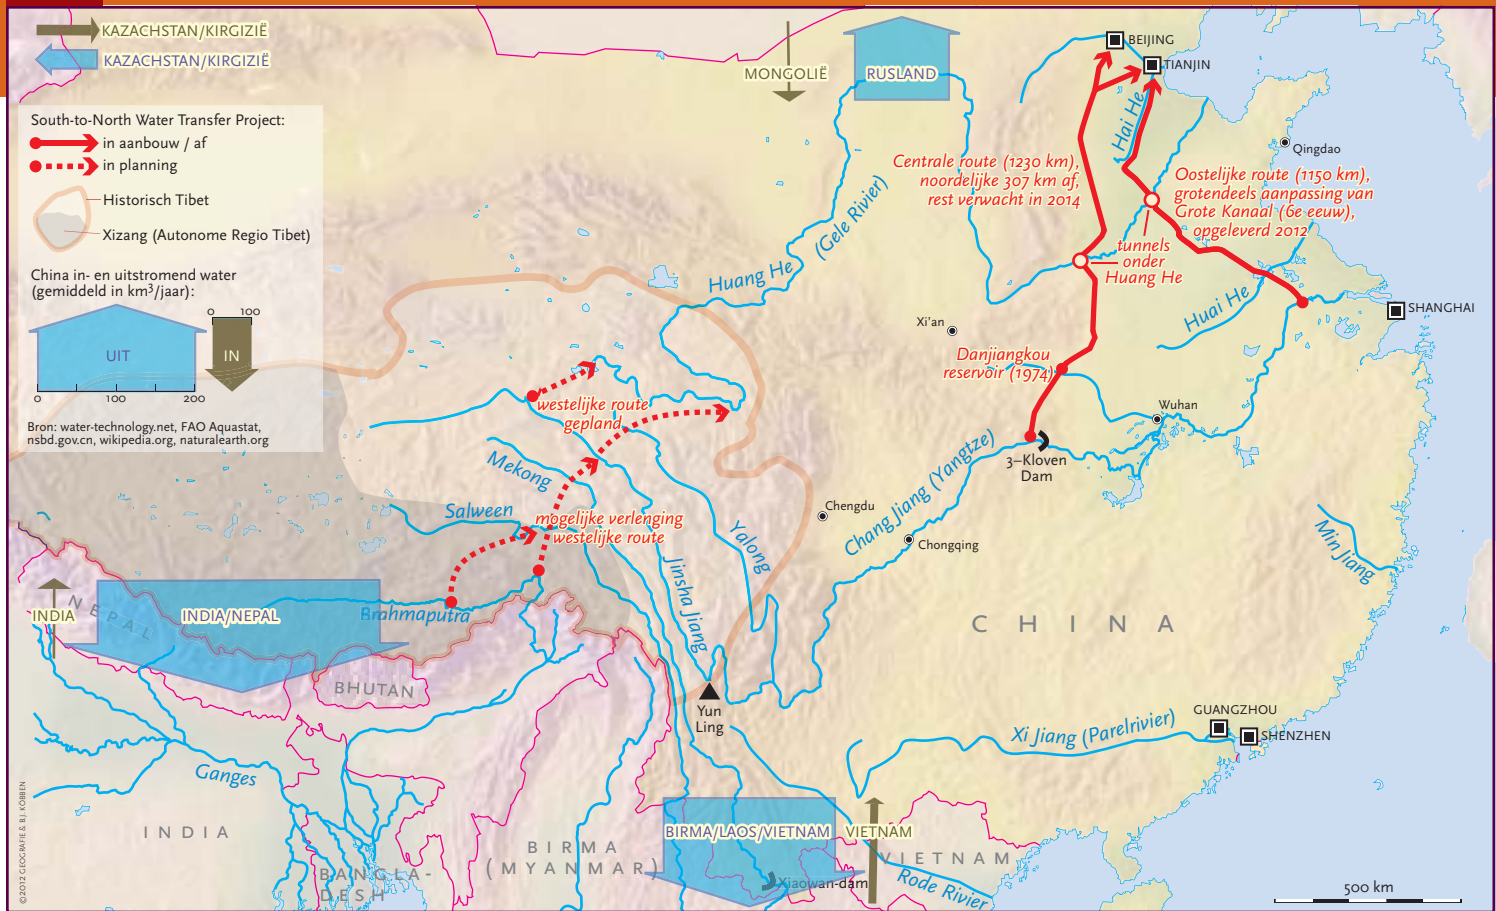 KAZACHSTAN/KIRGIZIË
KAZACHSTAN/KIRGIZIË
South-to-North Water Transfer Project:
in aanbouw / af
in planning
Historisch Tibet
Xizang (Autonome Regio Tibet)
China in- en uitstromend water
(gemiddeld in km³/jaar):
UIT
0 100
IN
0 100 200
Bron: water-technology.net, FAO Aquastat,
nsbd.gov.cn, wikipedia.org, naturalearth.org
MONGOLIË
RUSLAND
BEIJING
TIANJIN
Hai He
Qingdao
Centrale route (1230 km),
noordelijke 307 km af,
rest verwacht in 2014
Oostelijke route (1150 km),
grotendeels aanpassing van
Grote Kanaal (6e eeuw),
opgeleverd 2012
tunnels
onder
Huang He
Huang He
(Gele Rivier)
Huai He
SHANGHAI
Xi'an
Danjiangkou
reservoir (1974)
Wuhan
3–Kloven
Dam
westelijke route
gepland
Mekong
Salween
mogelijke verlenging
westelijke route
Yalong
Jinsha Jiang
Chengdu
Chang Jiang (Yangtze)
Chongqing
Min Jiang
INDIA
NEPAL
INDIA/NEPAL
Brahmaputra
CHINA
BHUTAN
Yun
Ling
GUANGZHOU
SHENZHEN
Xi Jiang (Parelrivier)
Ganges
INDIA
BANGLA-
DESH
BIRMA
(MYANMAR)
BIRMA/LAOS/VIETNAM
VIETNAM
VIETNAM
Xiaowan-dam
Rode Rivier
500 km
©2012 GEOGRAFIE & B.J. KÖBBEN